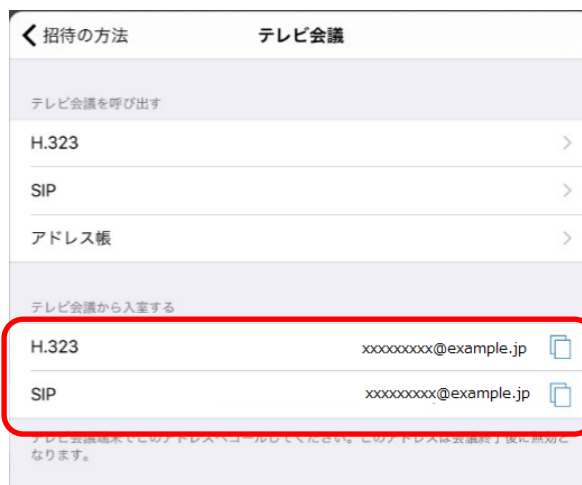 招待の方法
テレビ会議
テレビ会議を呼び出す
H.323
SIP
アドレス帳
テレビ会議から入室する
H.323 xxxxxxxxx@example.jp
SIP xxxxxxxxx@example.jp
テレビ会議端末でこのアドレスへコールしてください。このアドレスは会議終了後に無効と
なります。